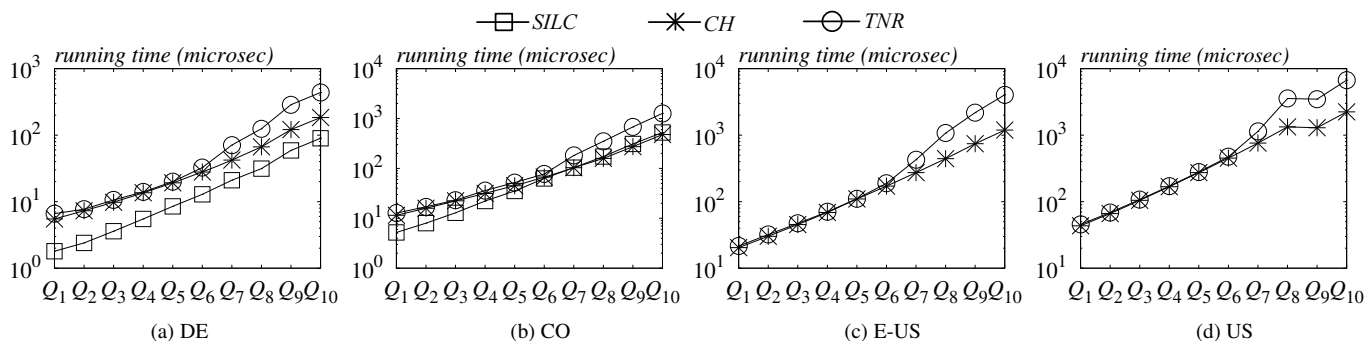 SILC CH TNR
running time (microsec) running time (microsec) running time (microsec) running time (microsec)
10^3 10^4 10^4 10^4
10^3
10^2 10^3 10^3
10^2
10^1 10^2 10^2
10^1
10^0 10^0 10^1 10^1
Q1 Q2 Q3 Q4 Q5 Q6 Q7 Q8 Q9 Q10 Q1 Q2 Q3 Q4 Q5 Q6 Q7 Q8 Q9 Q10 Q1 Q2 Q3 Q4 Q5 Q6 Q7 Q8 Q9 Q10 Q1 Q2 Q3 Q4 Q5 Q6 Q7 Q8 Q9 Q10
(a) DE (b) CO (c) E-US (d) US